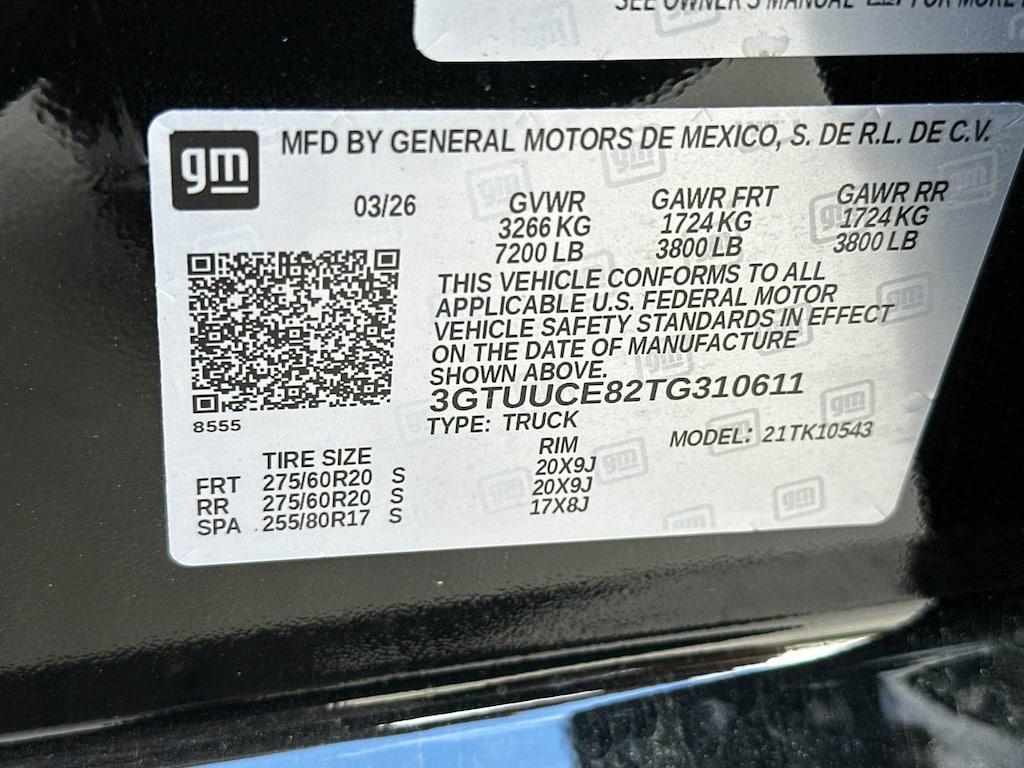 SEE OWNER'S MANUAL FOR MORE
gm
MFD BY GENERAL MOTORS DE MEXICO, S. DE R.L. DE C.V.
03/26 GVWR GAWR FRT GAWR RR
3266 KG 1724 KG 1724 KG
7200 LB 3800 LB 3800 LB
THIS VEHICLE CONFORMS TO ALL
APPLICABLE U.S. FEDERAL MOTOR
VEHICLE SAFETY STANDARDS IN EFFECT
ON THE DATE OF MANUFACTURE
SHOWN ABOVE.
3GTUUCE82TG310611
8555
TYPE: TRUCK
MODEL: 21TK10543
TIRE SIZE RIM
FRT 275/60R20 S 20X9J
RR 275/60R20 S 20X9J
SPA 255/80R17 S 17X8J